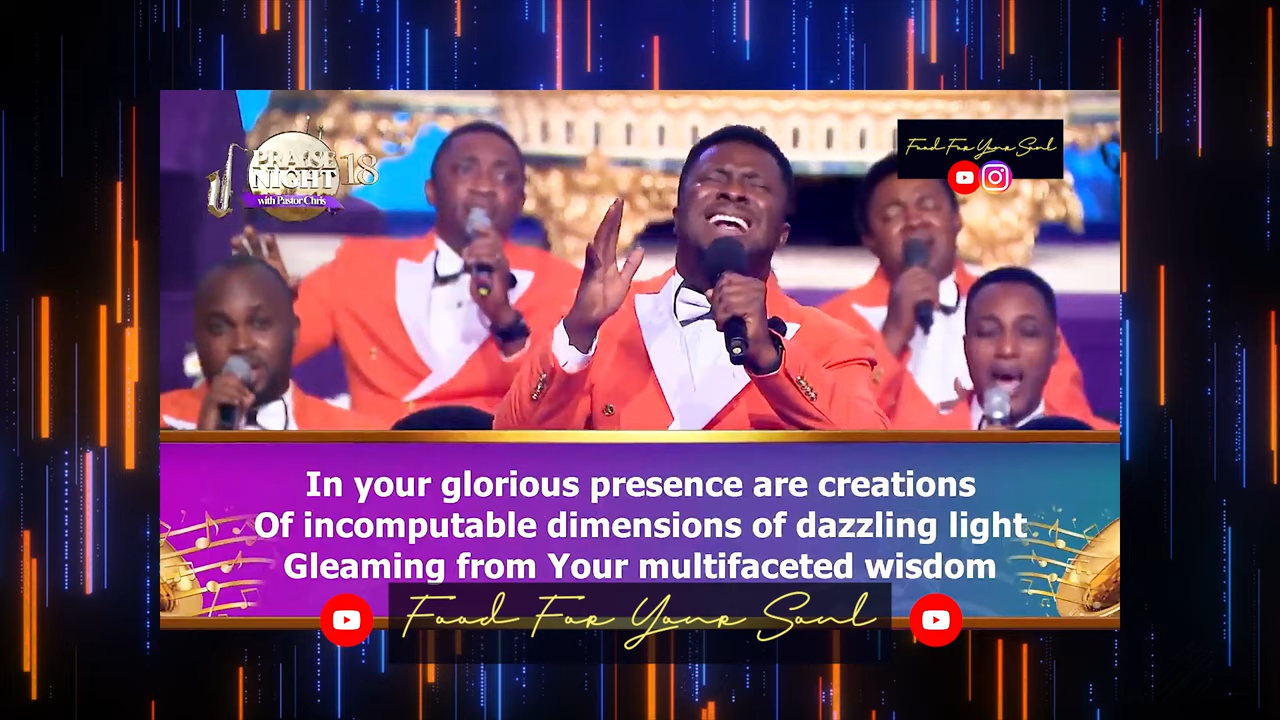 PRAISE
NIGHT 18
with Pastor Chris
Food For Your Soul
In your glorious presence are creations
Of incomputable dimensions of dazzling light
Gleaming from Your multifaceted wisdom
Food For Your Soul